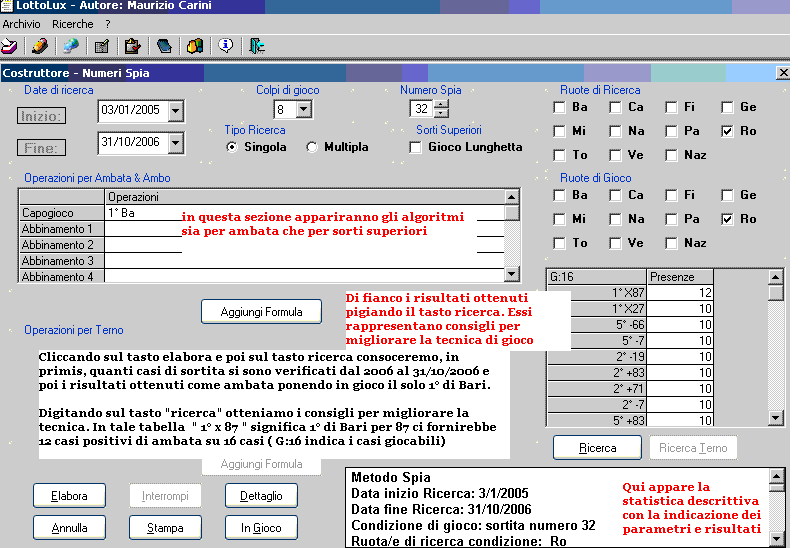 LottoLux - Autore: Maurizio Carini
Archivio Ricerche ?
Costruttore - Numeri Spia
Date di ricerca
Inizio: 03/01/2005
Fine: 31/10/2006
Colpi di gioco
8
Numero Spia
32
Tipo Ricerca
Singola Multipla
Sorti Superiori
Gioco Lunghetta
Ruote di Ricerca
Ba Ca Fi Ge
Mi Na Pa Ro
To Ve Naz
Operazioni per Ambata & Ambo
Operazioni
Capogioco 1° Ba
Abbinamento 1
Abbinamento 2
Abbinamento 3
Abbinamento 4
in questa sezione appariranno gli algoritmi
sia per ambata che per sorti superiori
Ruote di Gioco
Ba Ca Fi Ge
Mi Na Pa Ro
To Ve Naz
Aggiungi Formula
Di fianco i risultati ottenuti
pigiando il tasto ricerca. Essi
rappresentano consigli per
migliorare la tecnica di gioco
G:16 Presenze
1° X87 12
1° X27 10
5° -66 10
5° -7 10
2° -19 10
2° +83 10
2° +71 10
2° -7 10
5° +83 10
Operazioni per Terno
Cliccando sul tasto elabora e poi sul tasto ricerca consoceremo, in
primis, quanti casi di sortita si sono verificati dal 2006 al 31/10/2006 e
poi i risultati ottenuti come ambata ponendo in gioco il solo 1° di Bari.
Digitando sul tasto "ricerca" otteniamo i consigli per migliorare la
tecnica. In tale tabella " 1° x 87 " significa 1° di Bari per 87 ci fornirebbe
12 casi positivi di ambata su 16 casi ( G:16 indica i casi giocabili)
Aggiungi Formula
Ricerca Ricerca Terno
Elabora Interrompi Dettaglio
Annulla Stampa In Gioco
Metodo Spia
Data inizio Ricerca: 3/1/2005
Data fine Ricerca: 31/10/2006
Condizione di gioco: sortita numero 32
Ruota/e di ricerca condizione: Ro
Qui appare la
statistica descrittiva
con la indicazione dei
parametri e risultati